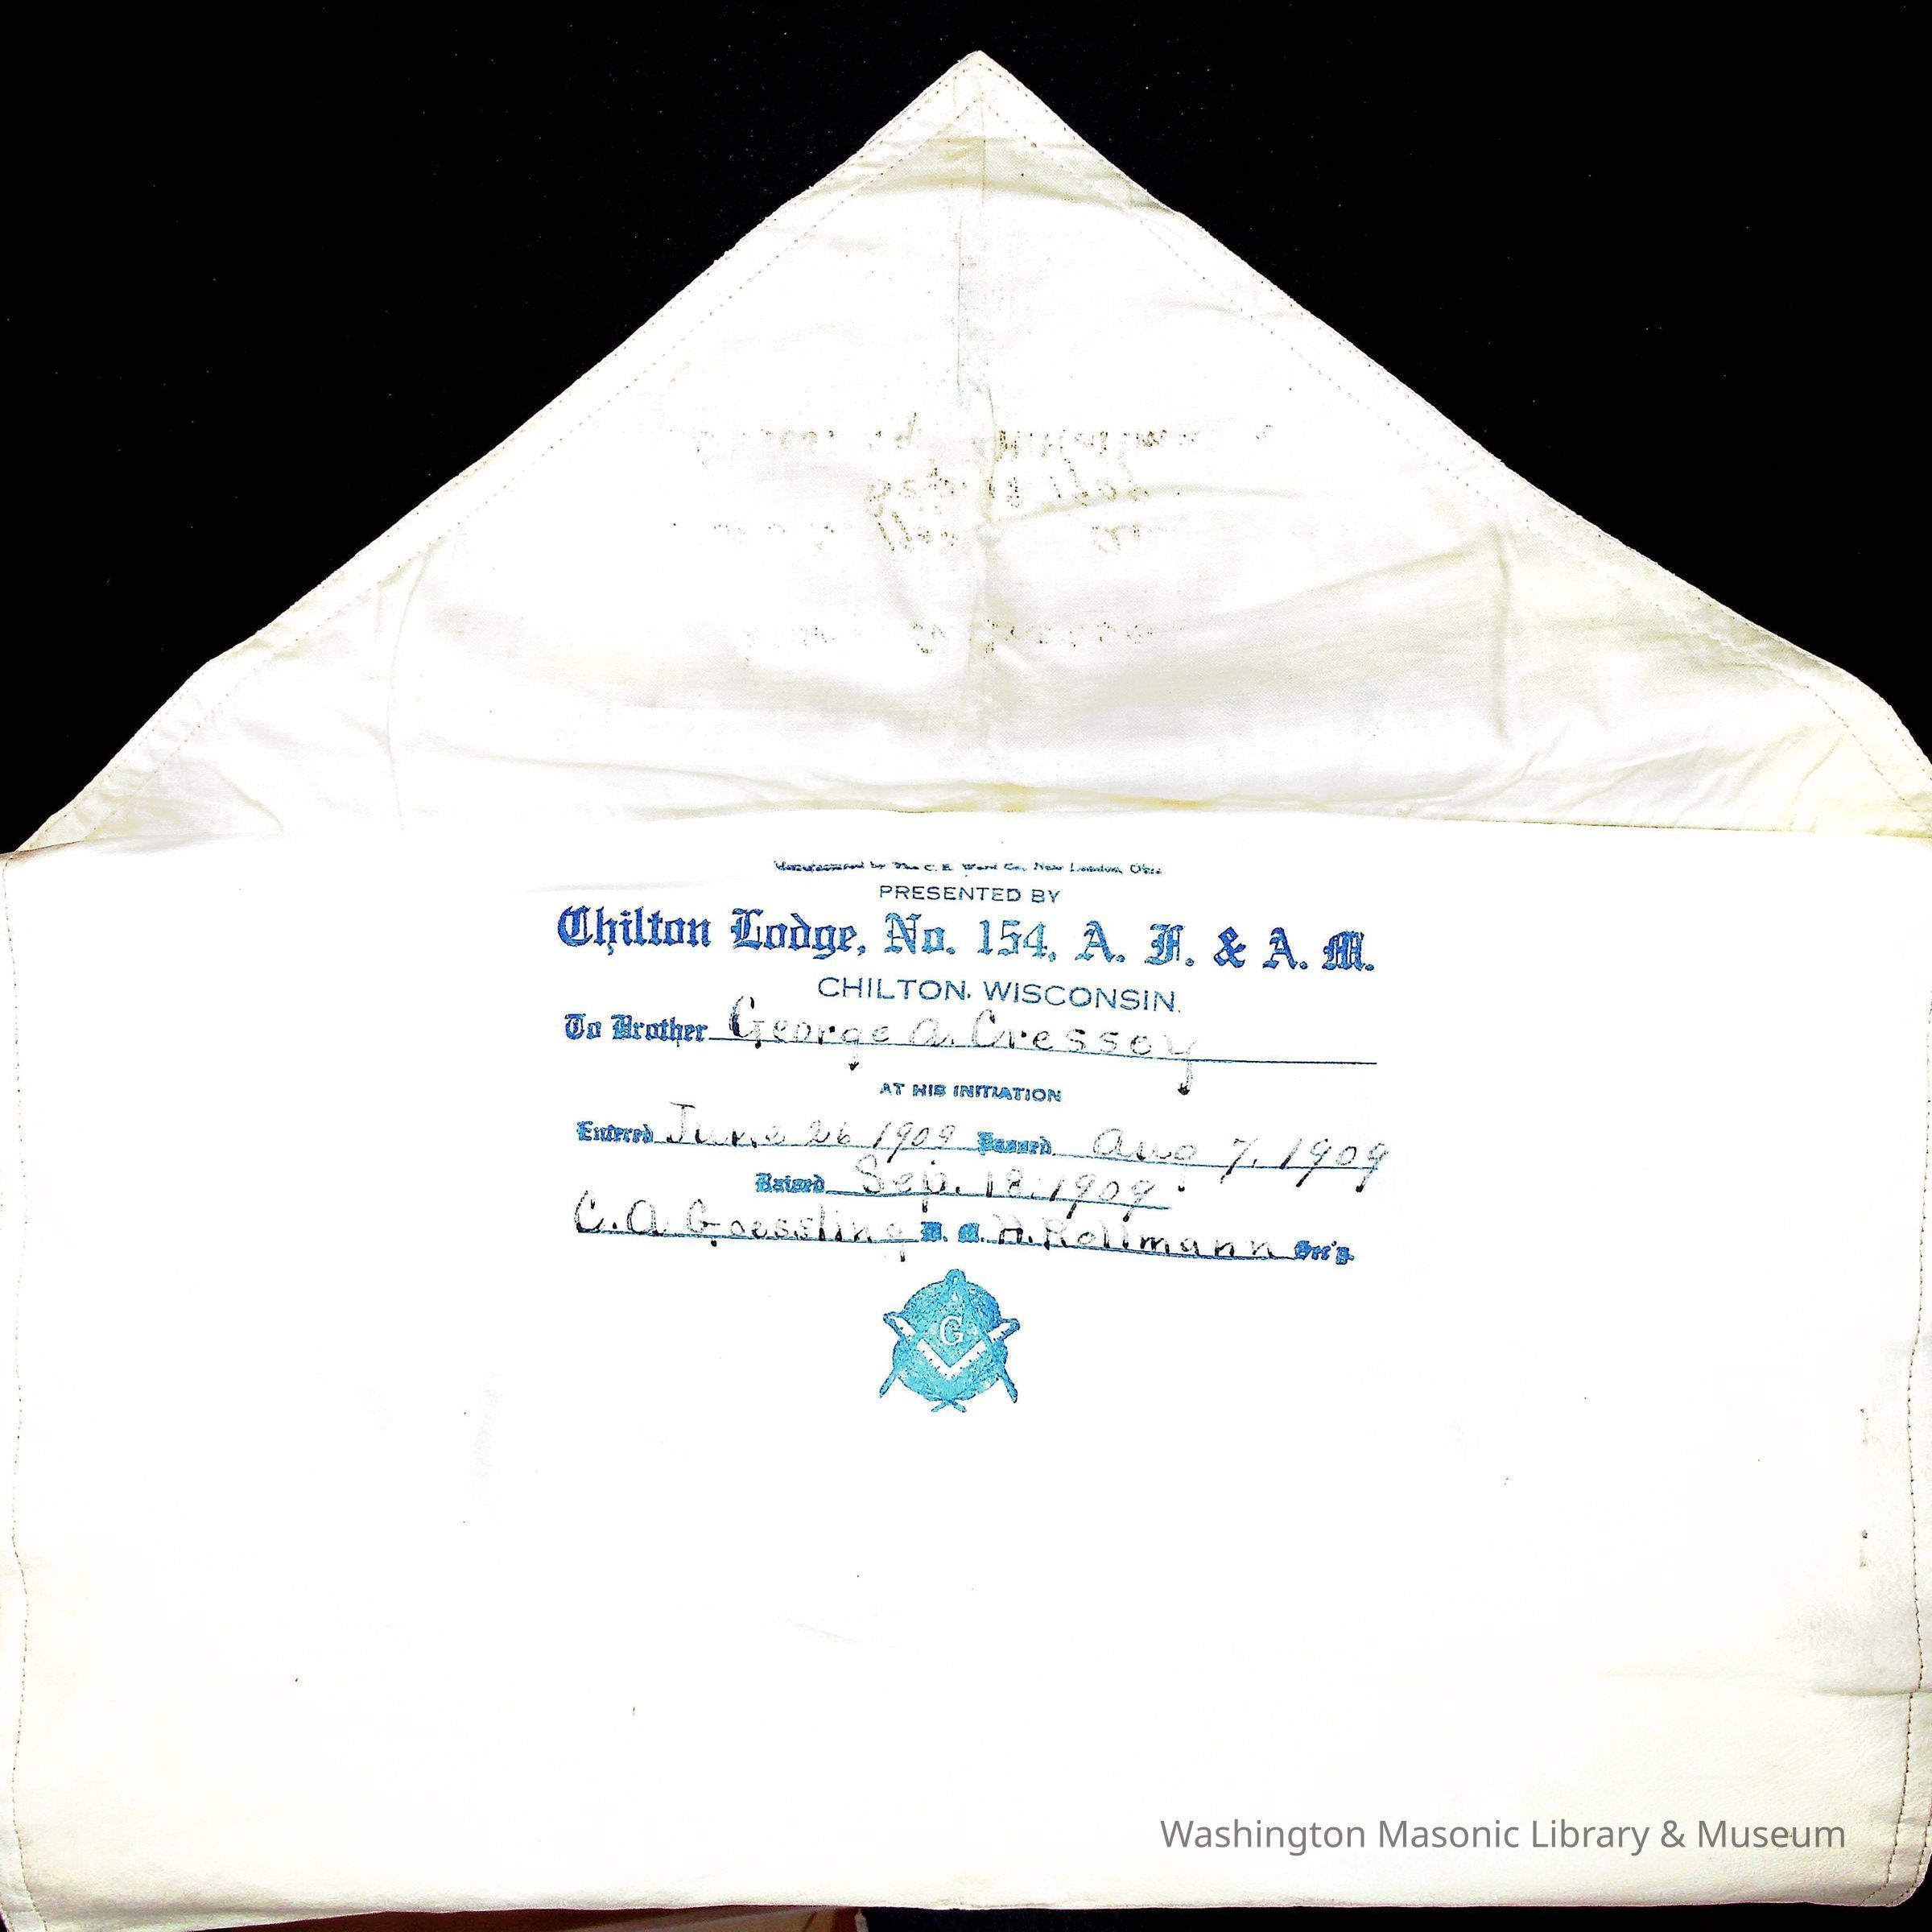 Manufactured by The C. E. Ward Co., New London, Ohio
PRESENTED BY
Chilton Lodge, No. 154, A. F. & A. M.
CHILTON, WISCONSIN.
To Brother George A. Cressey
AT HIS INITIATION
Entered June 26 1909 Passed Aug 7, 1909
Raised Sep. 18, 1909
C. A. Goessling W. M. H. Rollmann Sec'y.
G
Washington Masonic Library & Museum